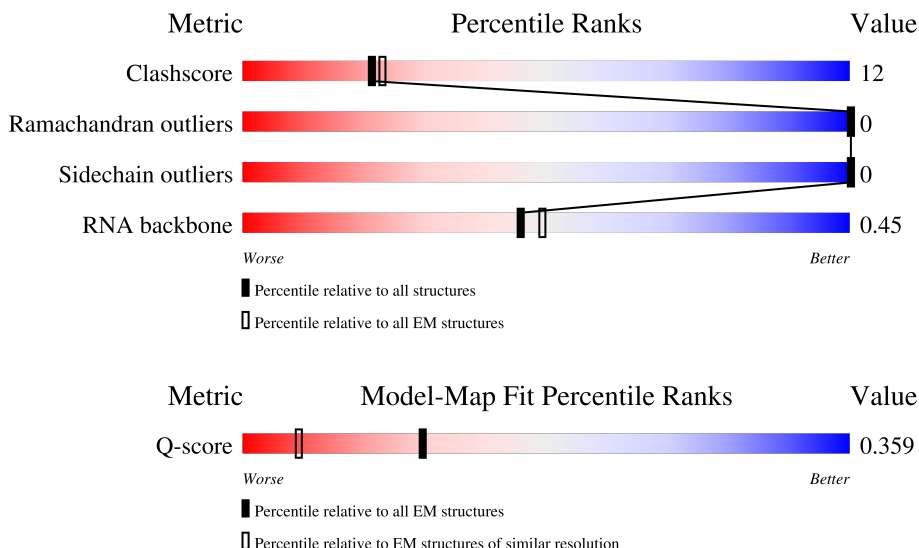 Metric Percentile Ranks Value
Clashscore 12
Ramachandran outliers 0
Sidechain outliers 0
RNA backbone 0.45
Worse Better
Percentile relative to all structures
Percentile relative to all EM structures
Metric Model-Map Fit Percentile Ranks Value
Q-score 0.359
Worse Better
Percentile relative to all EM structures
Percentile relative to EM structures of similar resolution